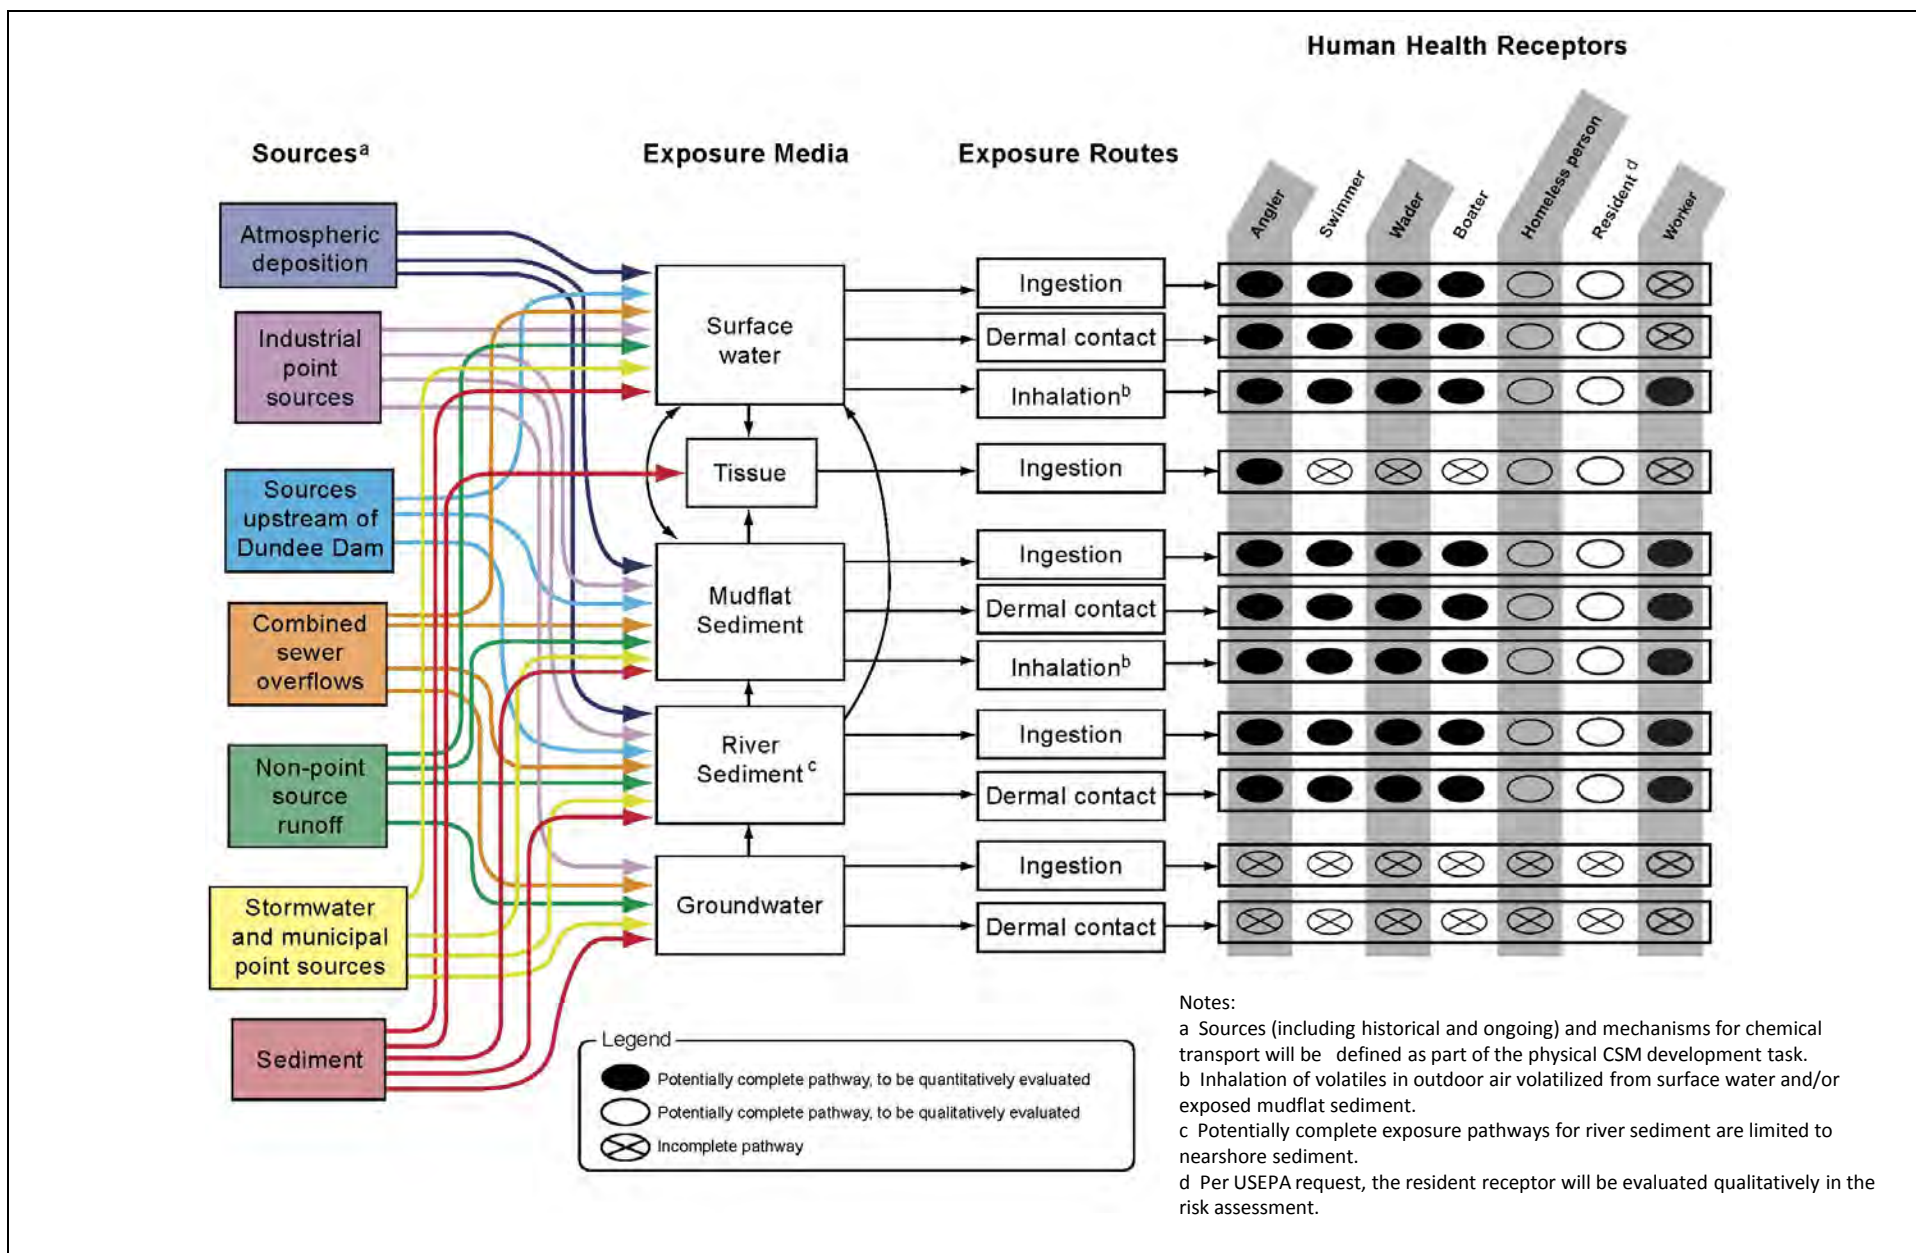 Human Health Receptors
Sourcesᵃ
Exposure Media
Exposure Routes
Angler
Swimmer
Wader
Boater
Homeless person
Resident d
Worker
Atmospheric
deposition
Industrial
point
sources
Sources
upstream of
Dundee Dam
Combined
sewer
overflows
Non-point
source
runoff
Stormwater
and municipal
point sources
Sediment
Surface
water
Tissue
Mudflat
Sediment
River
Sediment c
Groundwater
Ingestion
Dermal contact
Inhalationᵇ
Ingestion
Ingestion
Dermal contact
Inhalationᵇ
Ingestion
Dermal contact
Ingestion
Dermal contact
Legend
Potentially complete pathway, to be quantitatively evaluated
Potentially complete pathway, to be qualitatively evaluated
Incomplete pathway
Notes:
a Sources (including historical and ongoing) and mechanisms for chemical
transport will be defined as part of the physical CSM development task.
b Inhalation of volatiles in outdoor air volatilized from surface water and/or
exposed mudflat sediment.
c Potentially complete exposure pathways for river sediment are limited to
nearshore sediment.
d Per USEPA request, the resident receptor will be evaluated qualitatively in the
risk assessment.